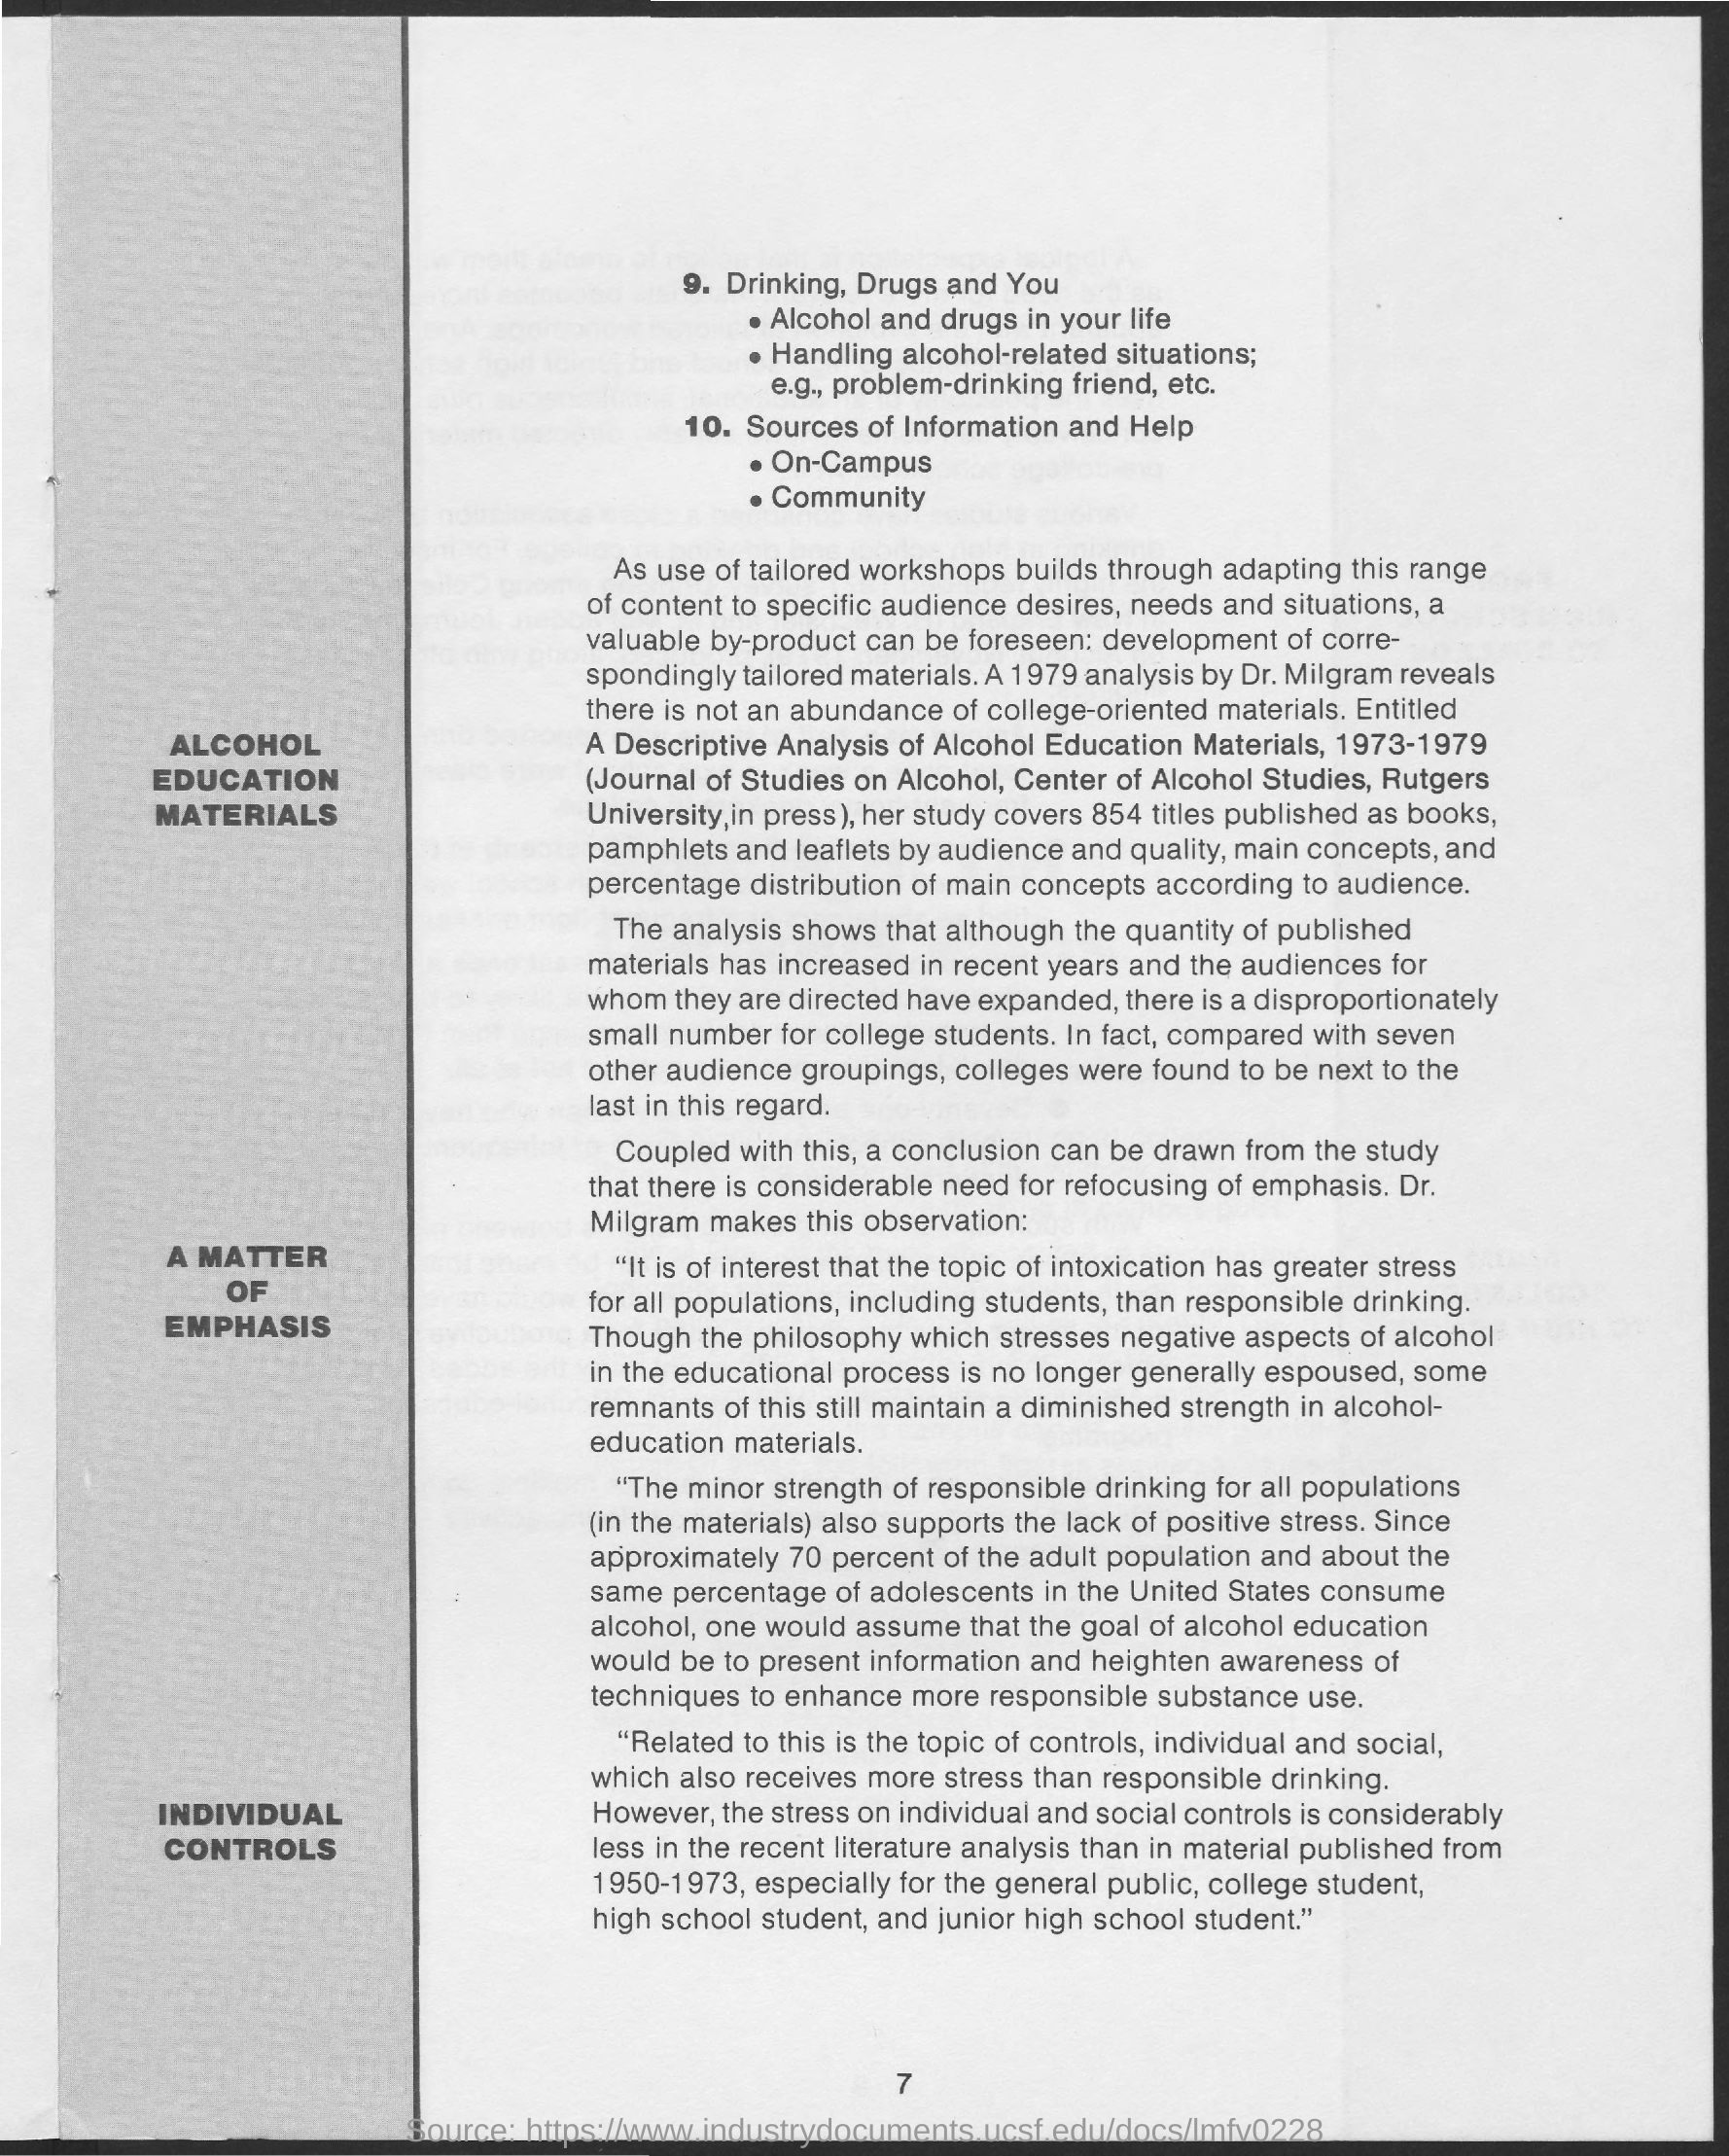 9. Drinking, Drugs and You
• Alcohol and drugs in your life
• Handling alcohol-related situations;
e.g., problem-drinking friend, etc.
10. Sources of Information and Help
• On-Campus
• Community
As use of tailored workshops builds through adapting this range
of content to specific audience desires, needs and situations, a
valuable by-product can be foreseen: development of corre-
spondingly tailored materials. A 1979 analysis by Dr. Milgram reveals
there is not an abundance of college-oriented materials. Entitled
A Descriptive Analysis of Alcohol Education Materials, 1973-1979
(Journal of Studies on Alcohol, Center of Alcohol Studies, Rutgers
University,in press), her study covers 854 titles published as books,
pamphlets and leaflets by audience and quality, main concepts, and
percentage distribution of main concepts according to audience.
ALCOHOL
EDUCATION
MATERIALS
The analysis shows that although the quantity of published
materials has increased in recent years and the audiences for
whom they are directed have expanded, there is a disproportionately
small number for college students. In fact, compared with seven
other audience groupings, colleges were found to be next to the
last in this regard.
Coupled with this, a conclusion can be drawn from the study
that there is considerable need for refocusing of emphasis. Dr.
Milgram makes this observation:
A MATTER
OF
EMPHASIS
"It is of interest that the topic of intoxication has greater stress
for all populations, including students, than responsible drinking.
Though the philosophy which stresses negative aspects of alcohol
in the educational process is no longer generally espoused, some
remnants of this still maintain a diminished strength in alcohol-
education materials.
"The minor strength of responsible drinking for all populations
(in the materials) also supports the lack of positive stress. Since
approximately 70 percent of the adult population and about the
same percentage of adolescents in the United States consume
alcohol, one would assume that the goal of alcohol education
would be to present information and heighten awareness of
techniques to enhance more responsible substance use.
INDIVIDUAL
CONTROLS
"Related to this is the topic of controls, individual and social,
which also receives more stress than responsible drinking.
However, the stress on individual and social controls is considerably
less in the recent literature analysis than in material published from
1950-1973, especially for the general public, college student,
high school student, and junior high school student."
7
Source: https://www.industrydocuments.ucsf.edu/docs/lmfv0228